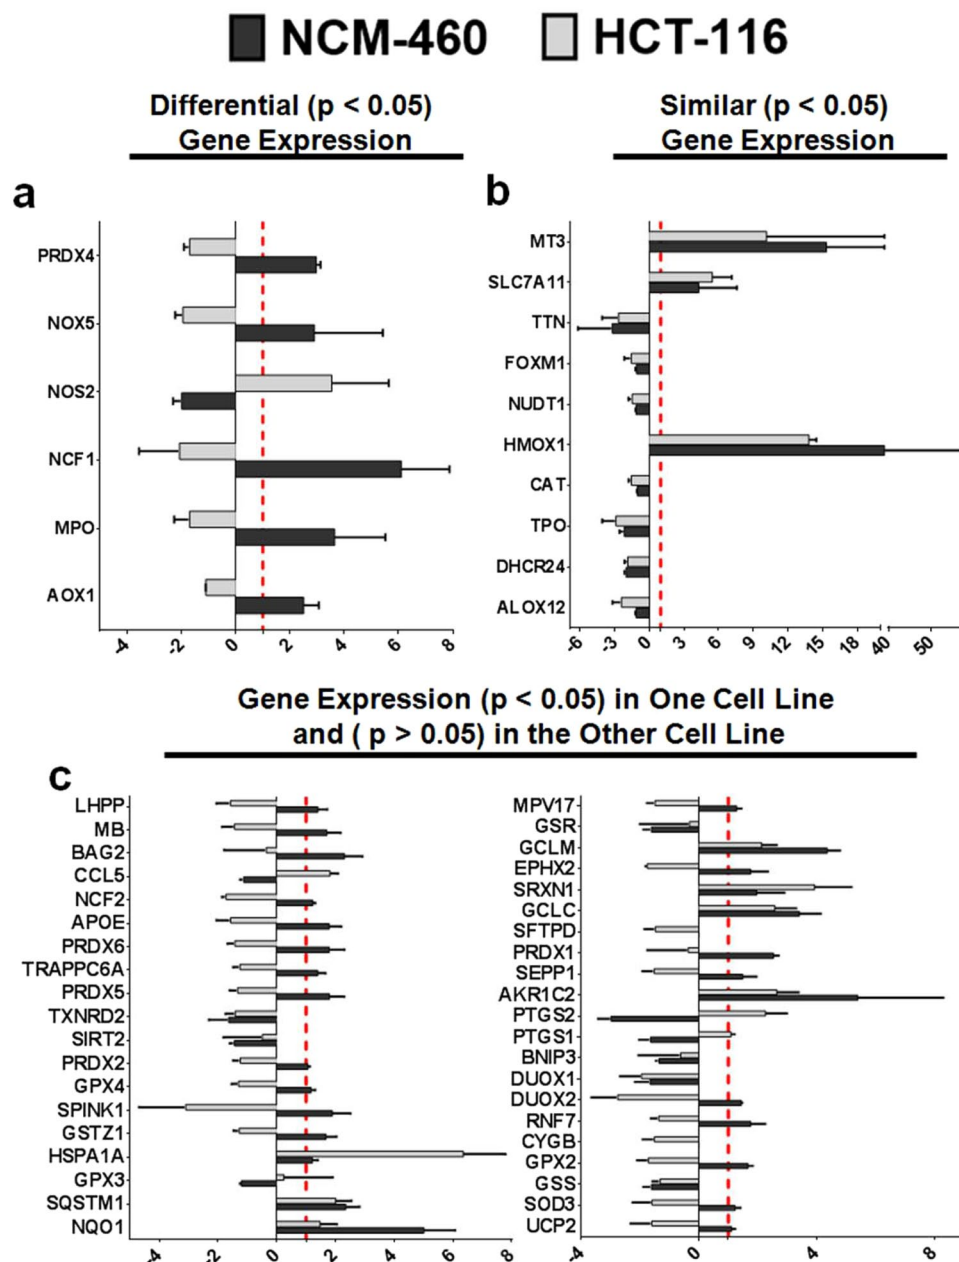 NCM-460 HCT-116
Differential (p < 0.05)
Gene Expression
Similar (p < 0.05)
Gene Expression
a
PRDX4
NOX5
NOS2
NCF1
MPO
AOX1
-4 -2 0 2 4 6 8
b
MT3
SLC7A11
TTN
FOXM1
NUDT1
HMOX1
CAT
TPO
DHCR24
ALOX12
-6 -3 0 3 6 9 12 15 18 40 50
Gene Expression (p < 0.05) in One Cell Line
and ( p > 0.05) in the Other Cell Line
c
LHPP
MB
BAG2
CCL5
NCF2
APOE
PRDX6
TRAPPC6A
PRDX5
TXNRD2
SIRT2
PRDX2
GPX4
SPINK1
GSTZ1
HSPA1A
GPX3
SQSTM1
NQO1
-4 -2 0 2 4 6 8
MPV17
GSR
GCLM
EPHX2
SRXN1
GCLC
SFTPD
PRDX1
SEPP1
AKR1C2
PTGS2
PTGS1
BNIP3
DUOX1
DUOX2
RNF7
CYGB
GPX2
GSS
SOD3
UCP2
-4 0 4 8